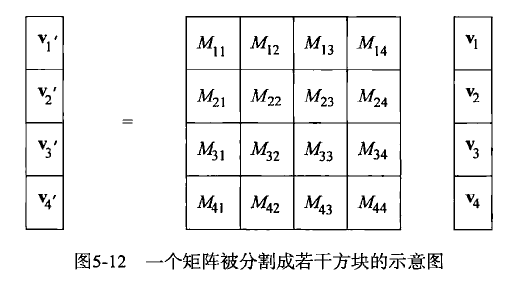 v₁′ M₁₁ M₁₂ M₁₃ M₁₄ v₁
v₂′ M₂₁ M₂₂ M₂₃ M₂₄ v₂
=
v₃′ M₃₁ M₃₂ M₃₃ M₃₄ v₃
v₄′ M₄₁ M₄₂ M₄₃ M₄₄ v₄
图5-12 一个矩阵被分割成若干方块的示意图